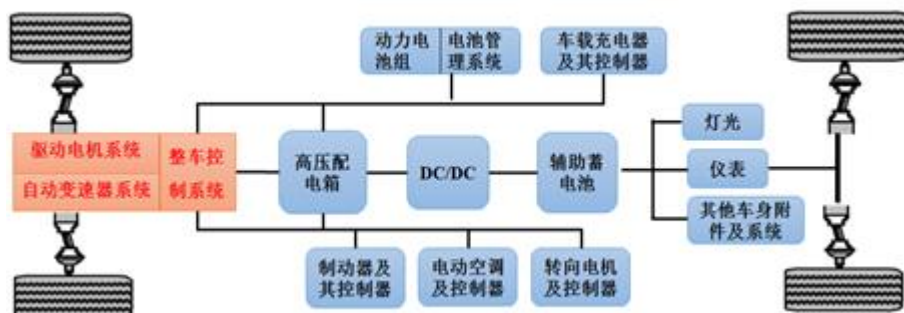 动力电
池组
电池管
理系统
车载充电器
及其控制器
驱动电机系统
自动变速器系统
整车控
制系统
高压配
电箱
DC/DC
辅助蓄
电池
灯光
仪表
其他车身附
件及系统
制动器及
其控制器
电动空调
及控制器
转向电机
及控制器